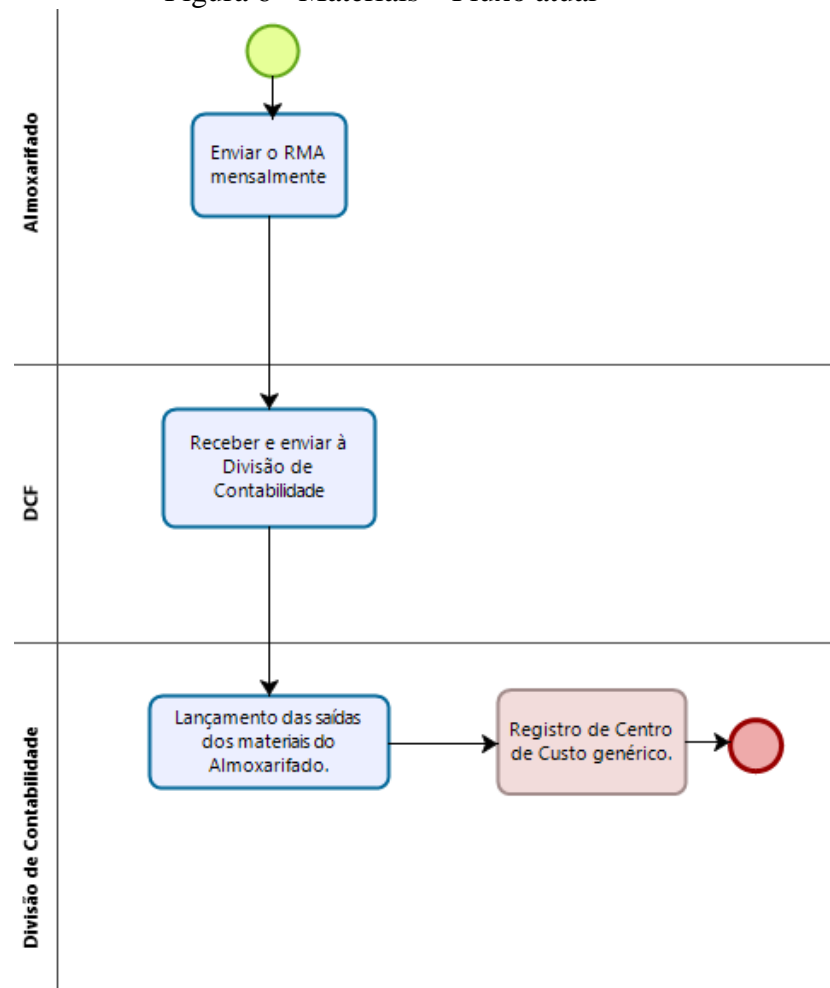 Almoxarifado
Enviar o RMA
mensalmente
DCF
Receber e enviar à
Divisão de
Contabilidade
Divisão de Contabilidade
Lançamento das saídas
dos materiais do
Almoxarifado.
Registro de Centro
de Custo genérico.